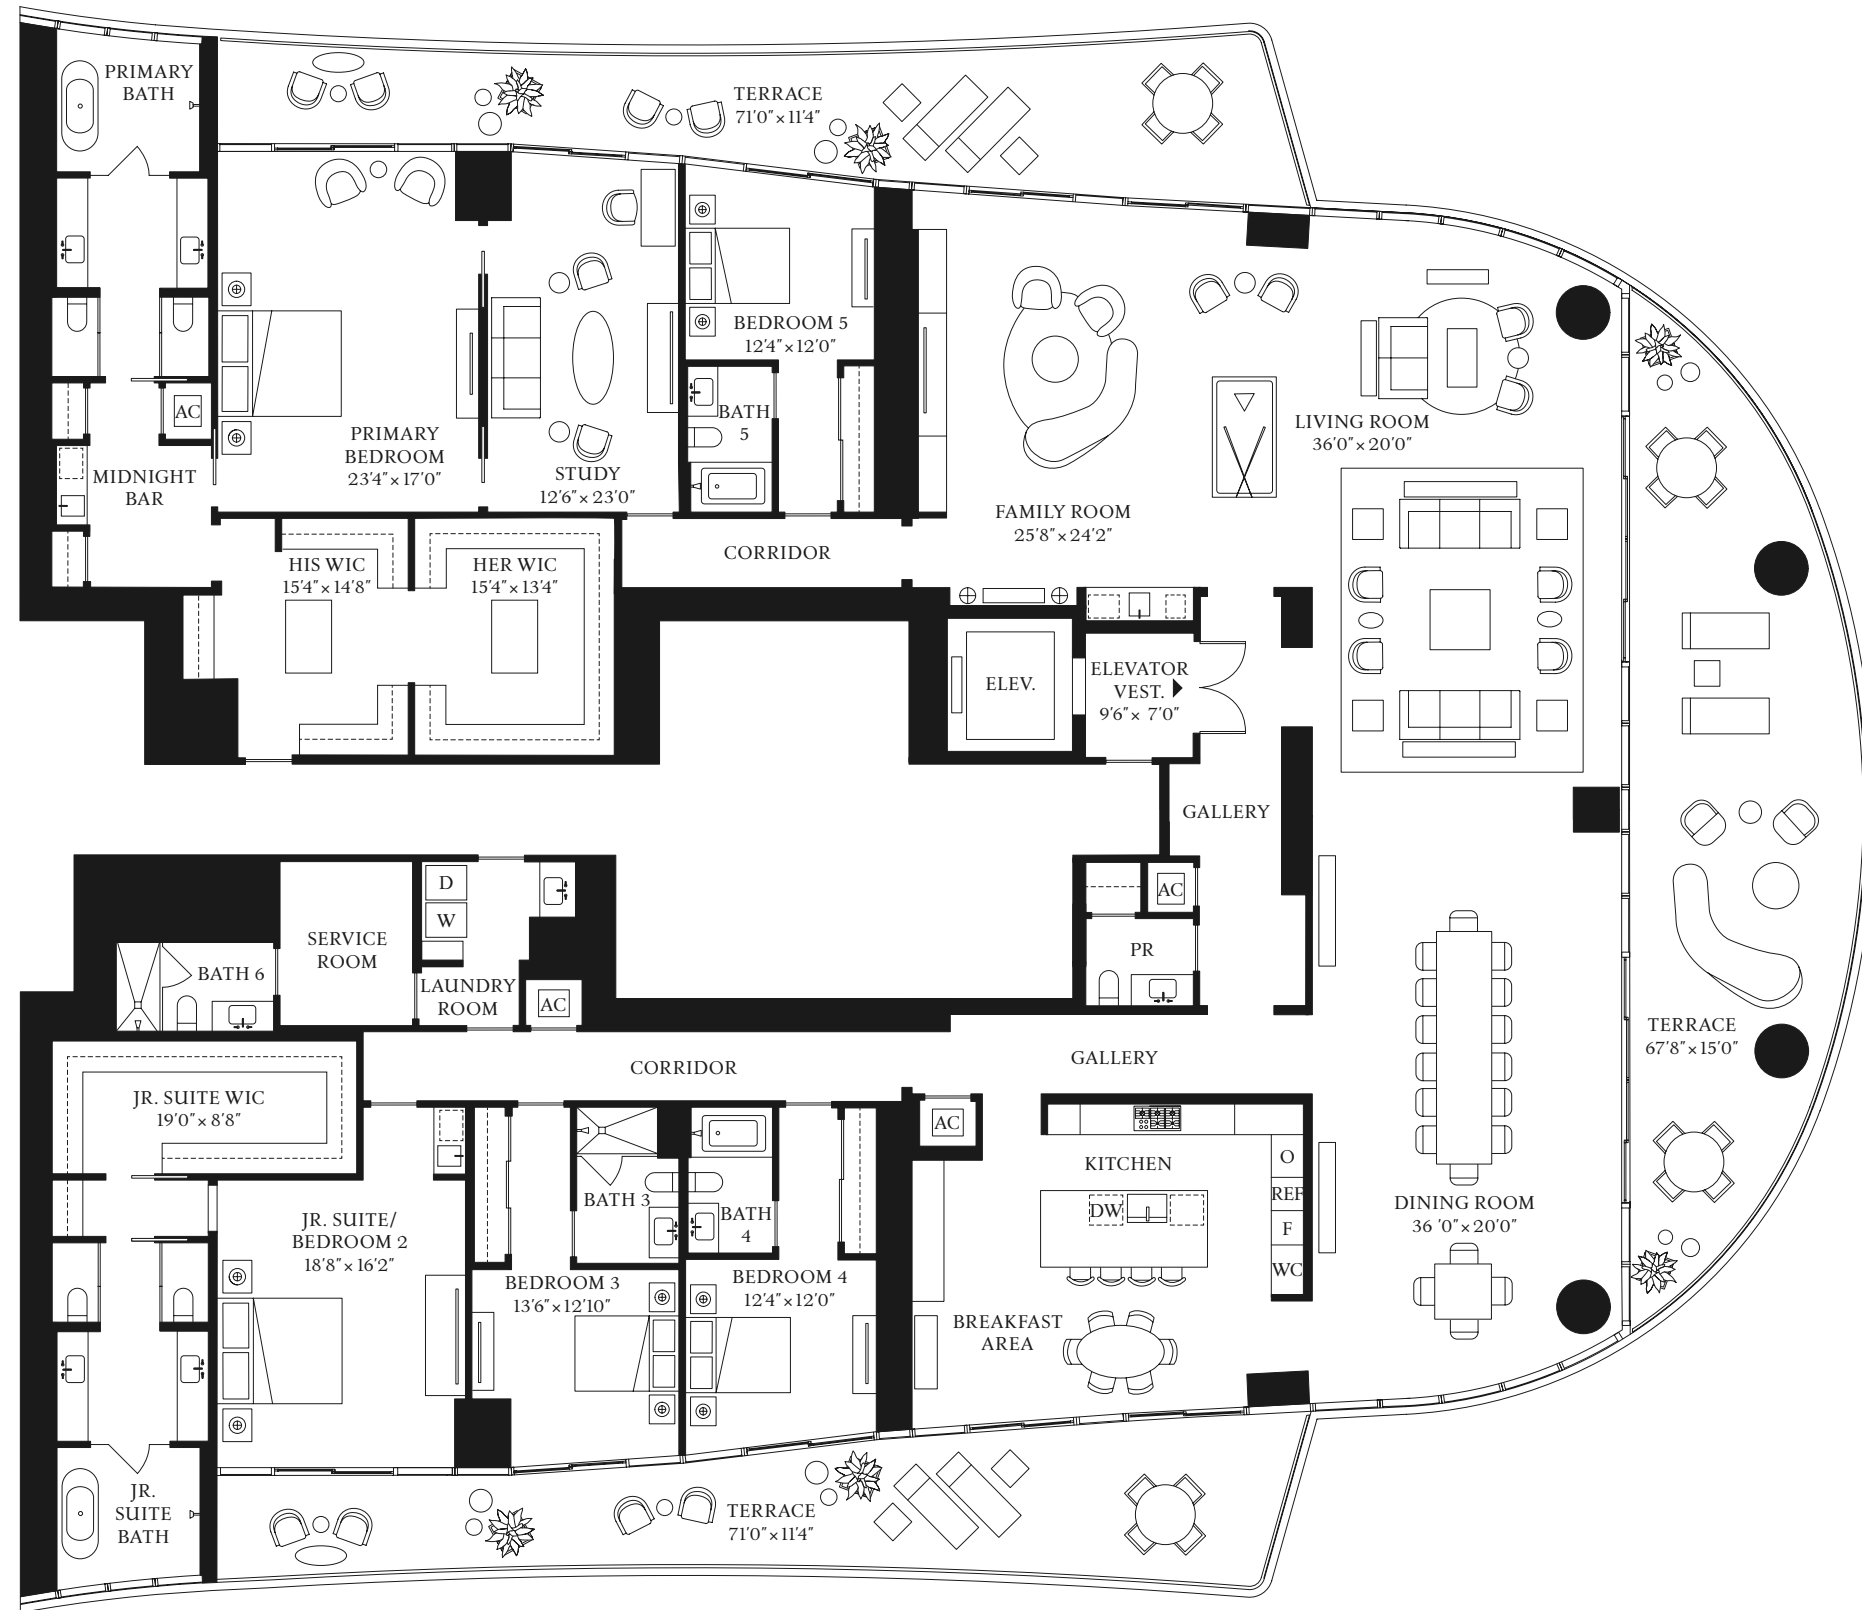 PRIMARY
BATH
TERRACE
71'0"×11'4"
BEDROOM 5
12'4"×12'0"
AC
BATH
5
PRIMARY
BEDROOM
23'4"×17'0"
MIDNIGHT
BAR
STUDY
12'6"×23'0"
LIVING ROOM
36'0"×20'0"
FAMILY ROOM
25'8"×24'2"
CORRIDOR
HIS WIC
15'4"×14'8"
HER WIC
15'4"×13'4"
ELEV.
ELEVATOR
VEST.
9'6"× 7'0"
GALLERY
D
W
AC
SERVICE
ROOM
BATH 6
LAUNDRY
ROOM
AC
PR
TERRACE
67'8"×15'0"
CORRIDOR
GALLERY
JR. SUITE WIC
19'0"×8'8"
AC
KITCHEN
O
REF
F
WC
DW
BATH 3
BATH
4
JR. SUITE/
BEDROOM 2
18'8"×16'2"
DINING ROOM
36 '0"×20'0"
BEDROOM 3
13'6"×12'10"
BEDROOM 4
12'4"×12'0"
BREAKFAST
AREA
JR.
SUITE
BATH
TERRACE
71'0"×11'4"